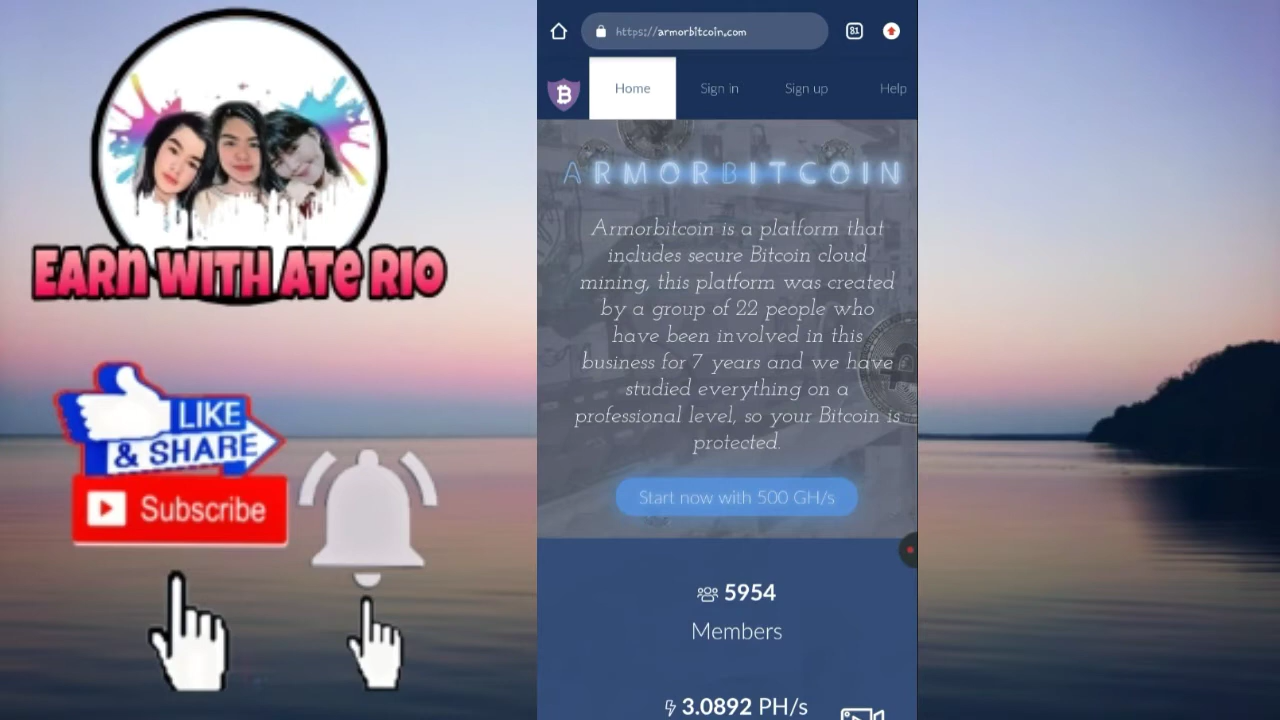 EARN WITH ATE RIO
LIKE
& SHARE
Subscribe
https://armorbitcoin.com
81
Home
Sign in
Sign up
Help
ARMORBITCOIN
Armorbitcoin is a platform that
includes secure Bitcoin cloud
mining, this platform was created
by a group of 22 people who
have been involved in this
business for 7 years and we have
studied everything on a
professional level, so your Bitcoin is
protected.
Start now with 500 GH/s
5954
Members
3.0892 PH/s